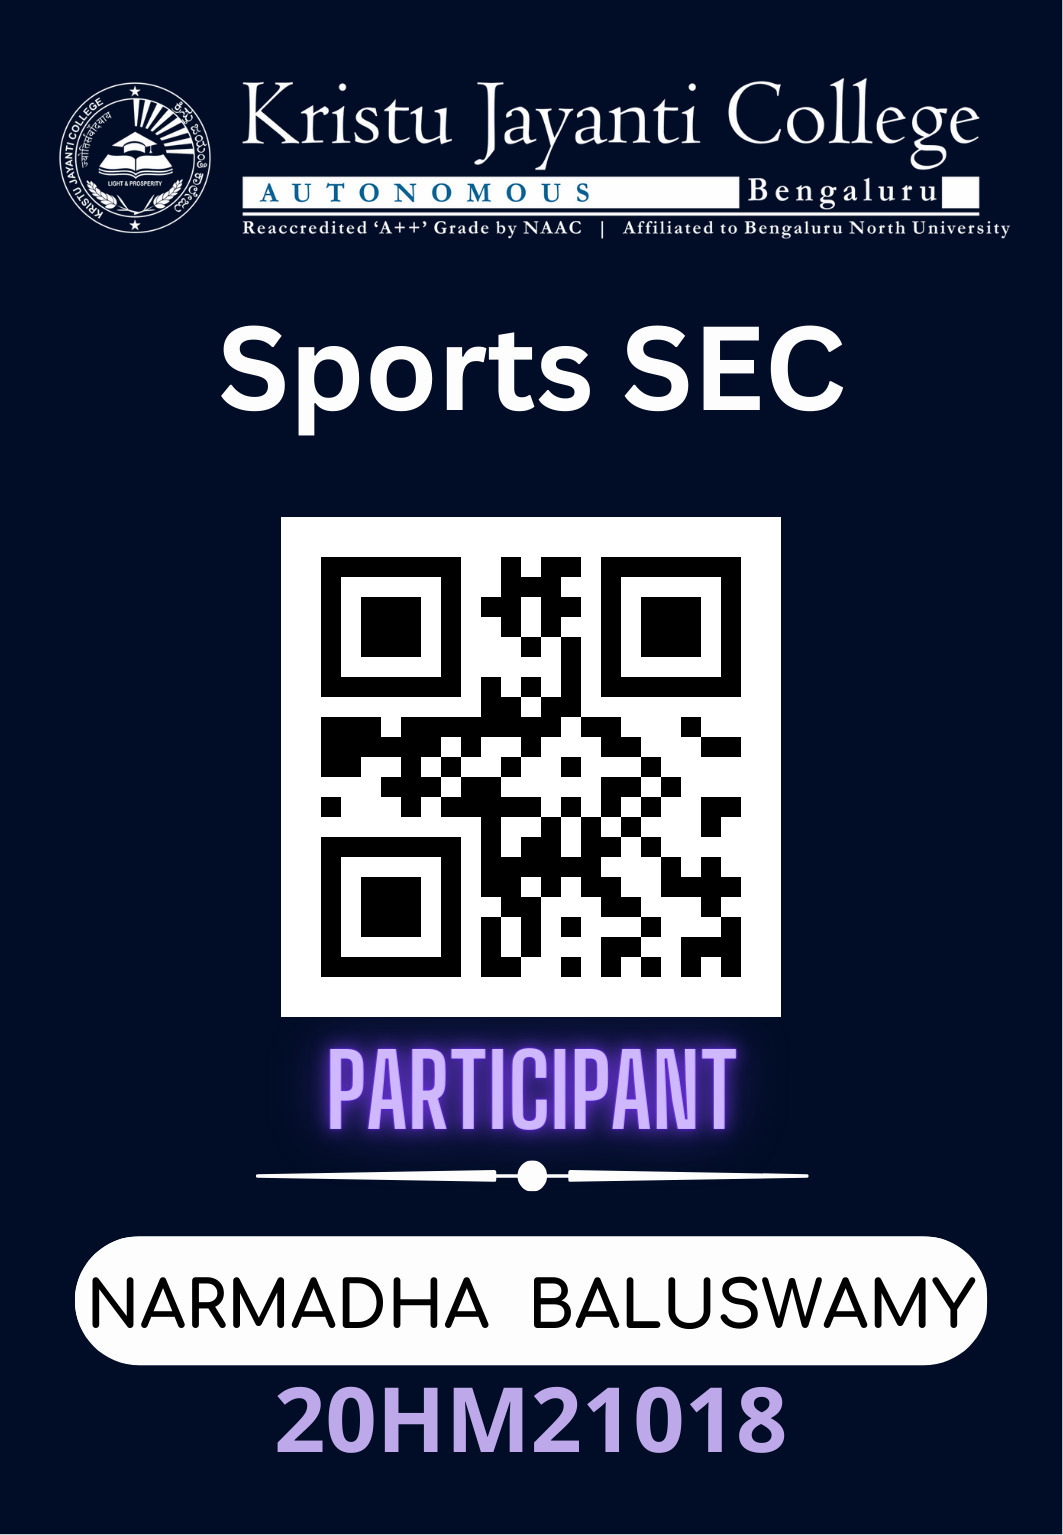 KRISTU JAYANTI COLLEGE
ಕ್ರಿಸ್ತು ಜಯಂತಿ ಕಾಲೇಜು
LIGHT & PROSPERITY
Kristu Jayanti College
AUTONOMOUS Bengaluru
Reaccredited ‘A++’ Grade by NAAC | Affiliated to Bengaluru North University
Sports SEC
PARTICIPANT
NARMADHA BALUSWAMY
20HM21018